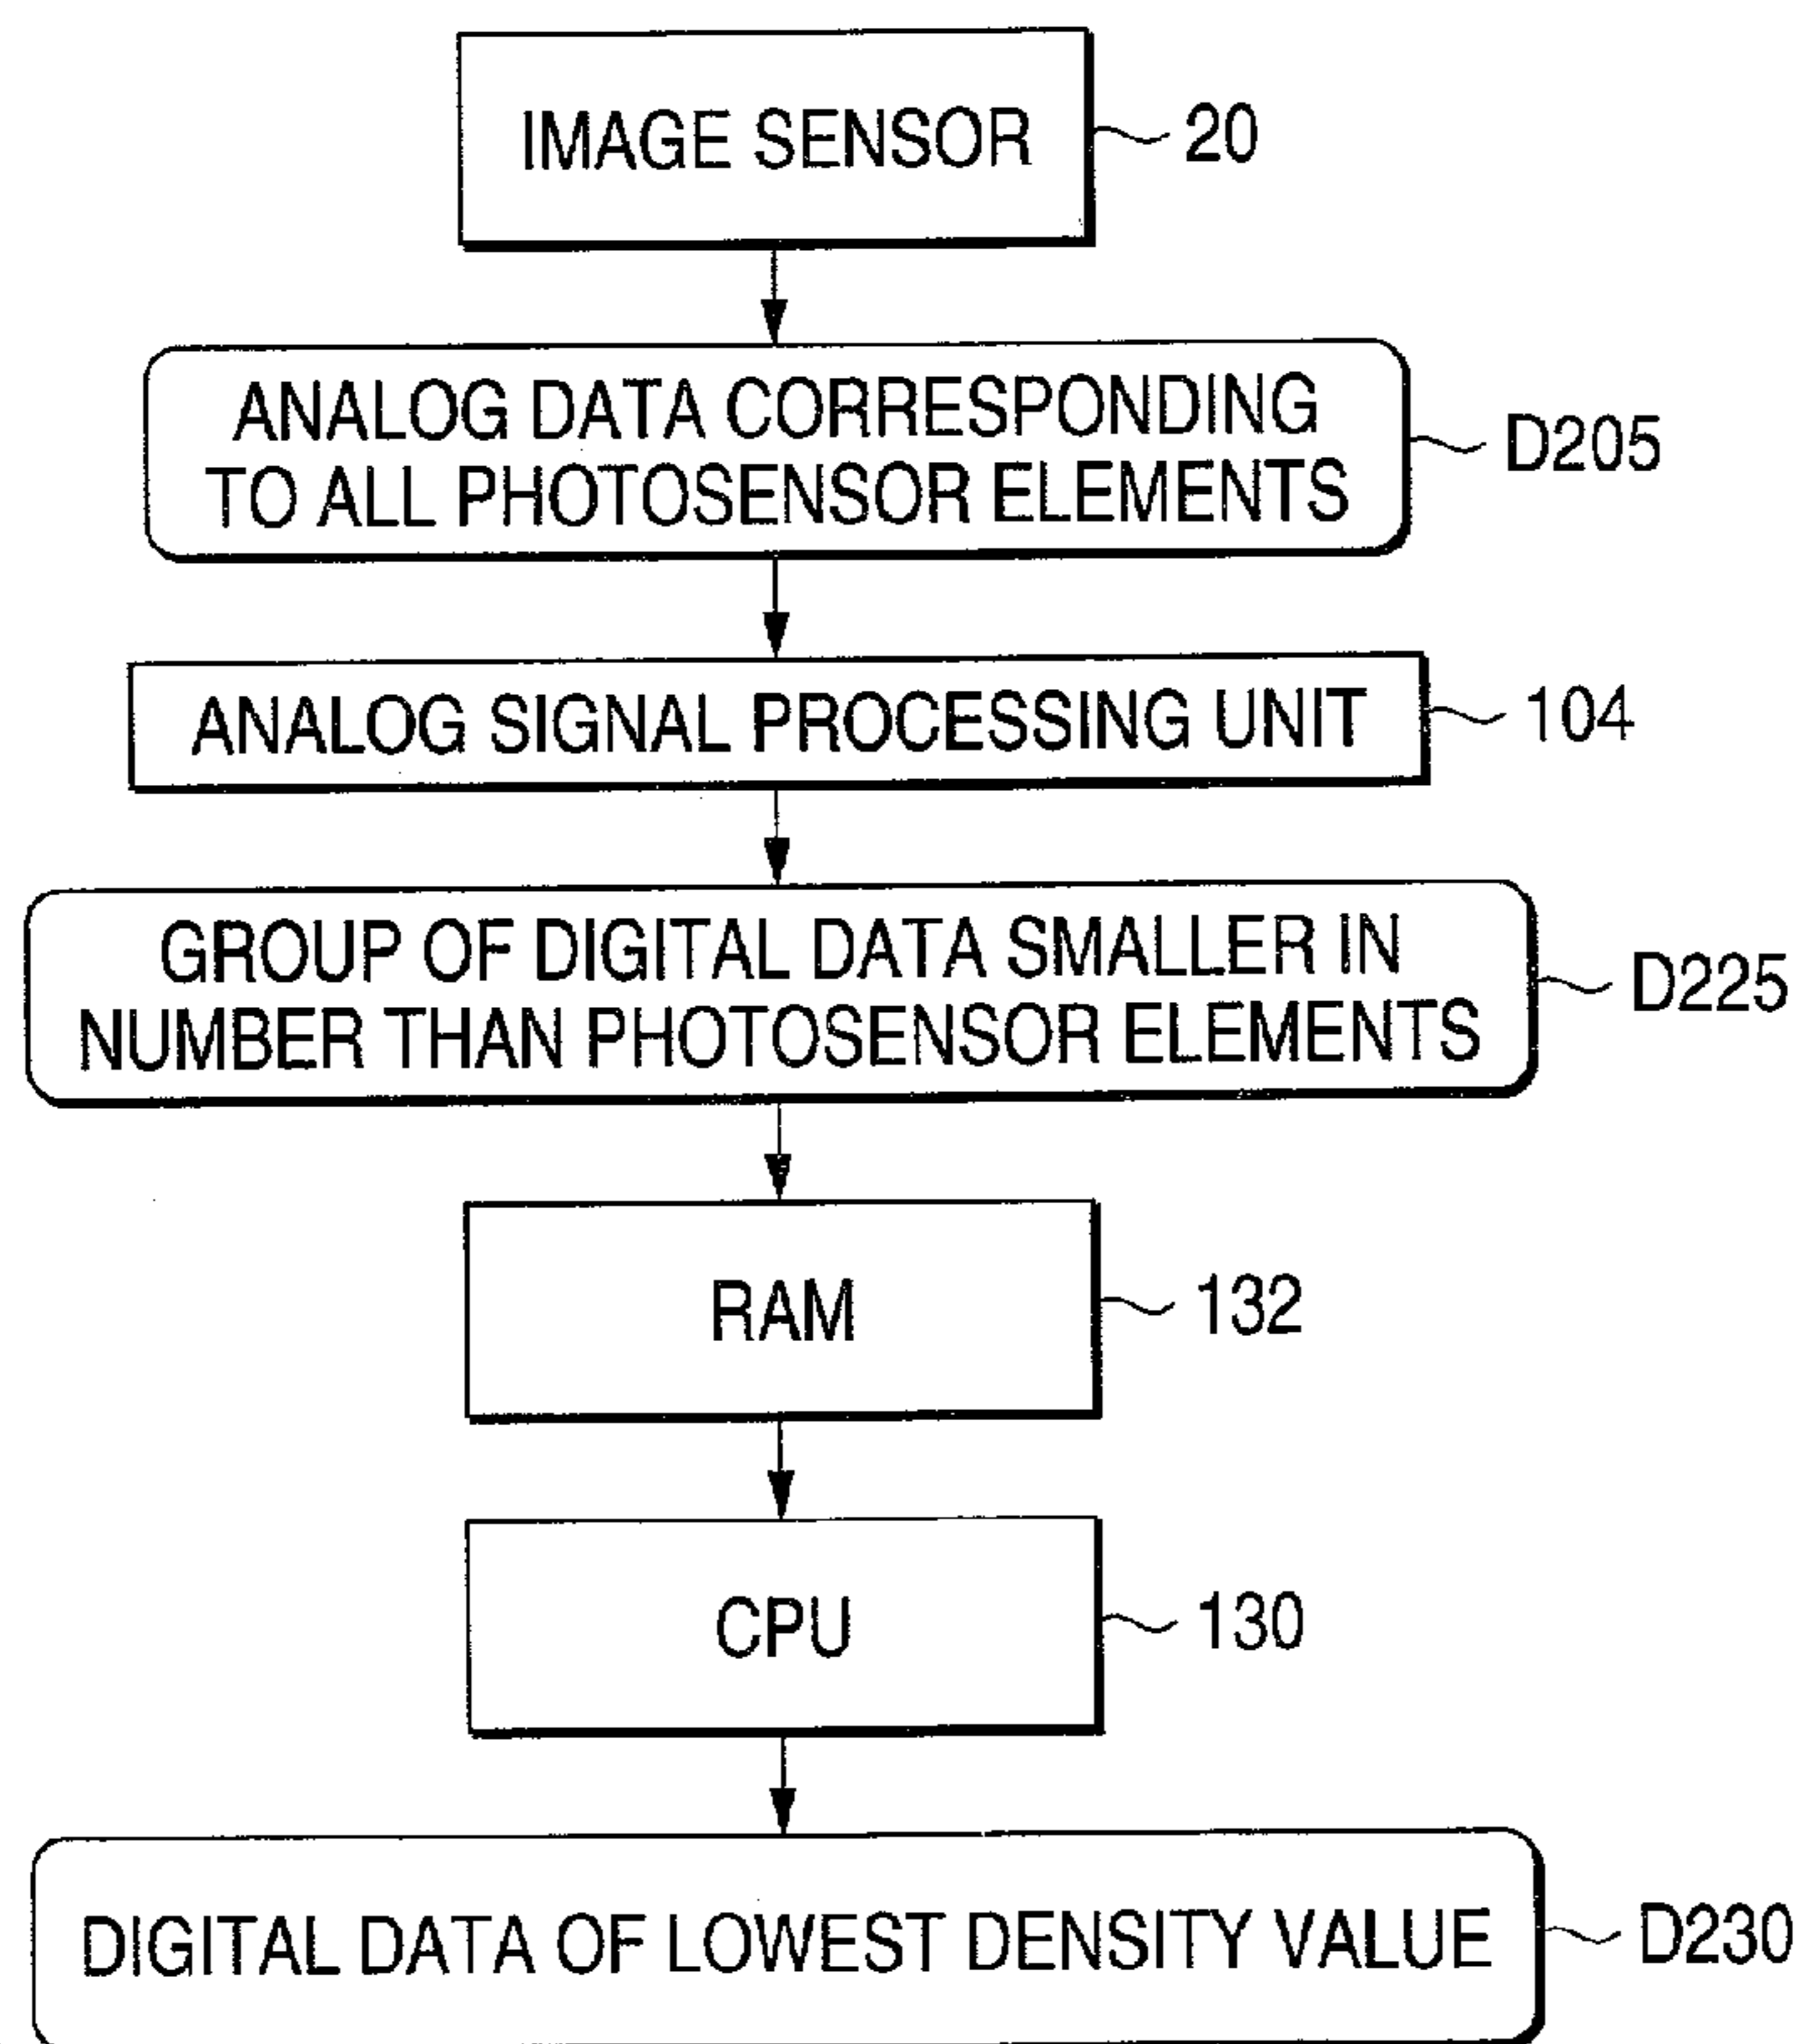 IMAGE SENSOR
20
ANALOG DATA CORRESPONDING
TO ALL PHOTOSENSOR ELEMENTS
D205
ANALOG SIGNAL PROCESSING UNIT
104
GROUP OF DIGITAL DATA SMALLER IN
NUMBER THAN PHOTOSENSOR ELEMENTS
D225
RAM
132
CPU
130
DIGITAL DATA OF LOWEST DENSITY VALUE
D230